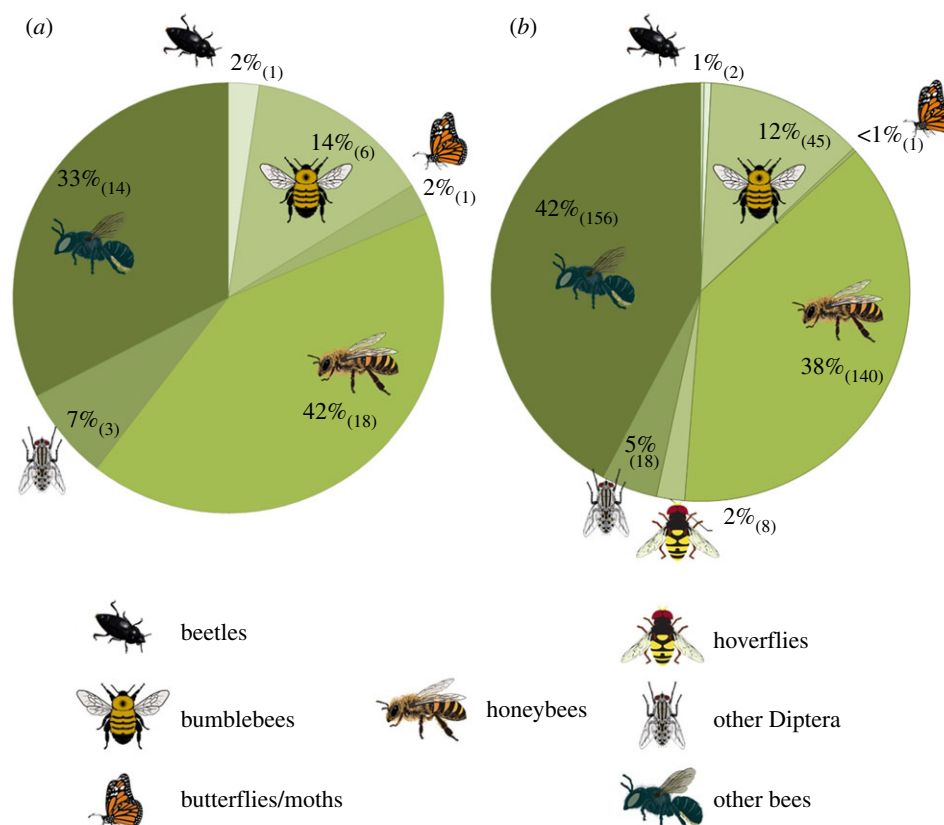 (a)
(b)
2%(1)
1%(2)
14%(6)
12%(45)
<1%(1)
33%(14)
2%(1)
42%(156)
38%(140)
42%(18)
7%(3)
5%
(18)
2%(8)
beetles
hoverflies
bumblebees
honeybees
other Diptera
butterflies/moths
other bees